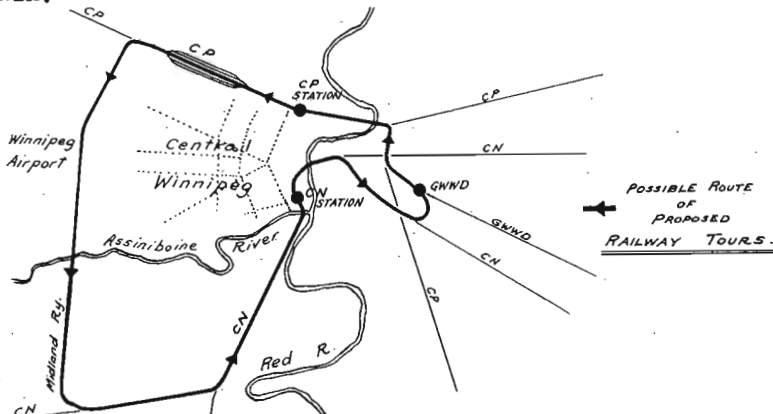 CP
CP
CP
STATION
CP
Winnipeg
Airport
Centrail
Winnipeg
CN
CN
STATION
GWWD
POSSIBLE ROUTE
OF
PROPOSED
RAILWAY TOURS.
GWWD
Assiniboine River
CN
CP
Midland Ry.
CN
Red R.
CN